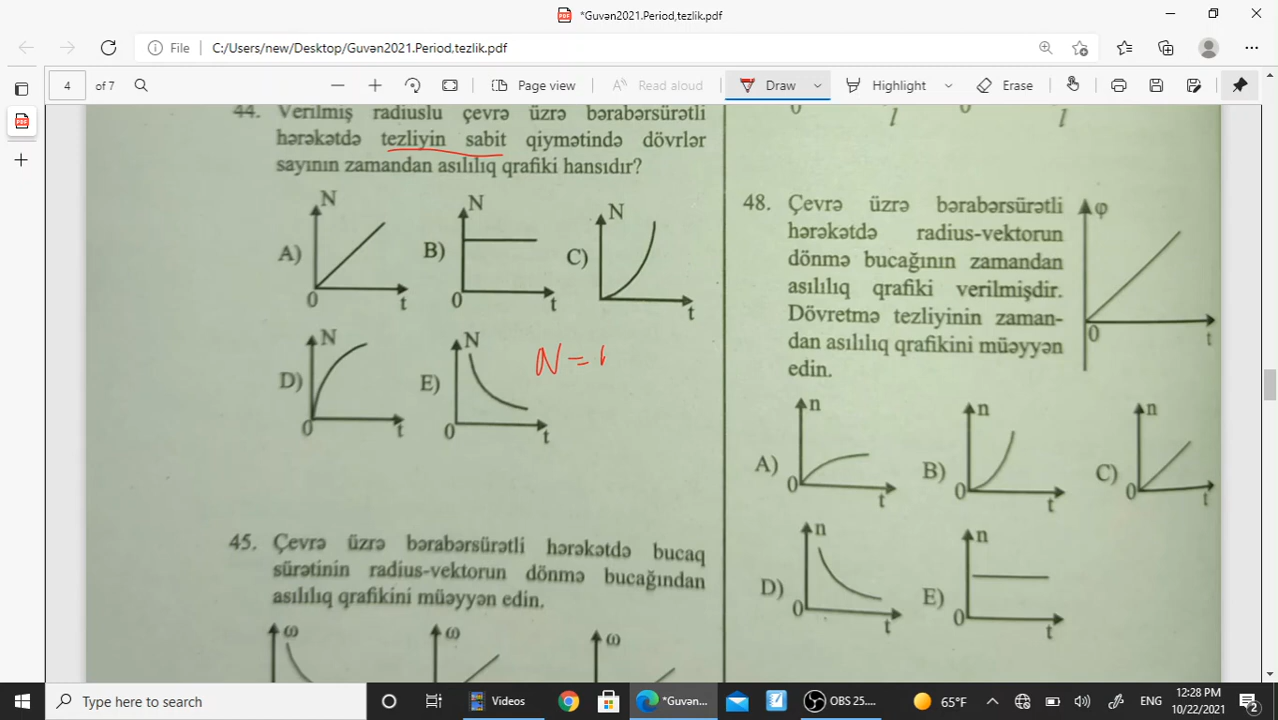 *Guvən2021.Period,tezlik.pdf
File C:/Users/new/Desktop/Guvən2021.Period.tezlik.pdf
4 of 7 Page view Read aloud Draw Highlight Erase
44. Verilmiş radiuslu çevrə üzrə bərabərsürətli
hərəkətdə tezliyin sabit qiymətində dövrlər
sayının zamandan asılılıq qrafiki hansıdır?
N N N
A) B) C)
0 t 0 t t
N N
D) E) N =
0 t 0 t
45. Çevrə üzrə bərabərsürətli hərəkətdə bucaq
sürətinin radius-vektorun dönmə bucağından
asılılıq qrafikini müəyyən edin.
ω ω ω
0 l 0 l
48. Çevrə üzrə bərabərsürətli
hərəkətdə radius-vektorun
dönmə bucağının zamandan
asılılıq qrafiki verilmişdir.
Dövretmə tezliyinin zaman-
dan asılılıq qrafikini müəyyən
edin.
φ
0 t
n n n
A) B) C)
0 t 0 t 0 t
n n
D) E)
0 t 0 t
Type here to search Videos *Guvən... OBS 25.... 65°F ENG 12:28 PM
10/22/2021 2